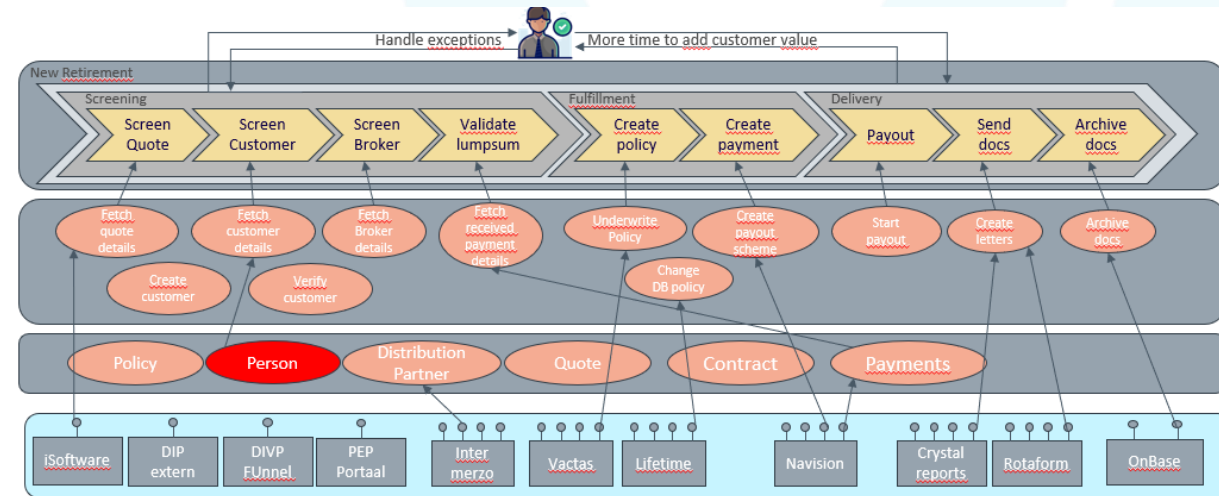 Handle exceptions
More time to add customer value
New Retirement
Screening
Fulfillment
Delivery
Screen
Quote
Screen
Customer
Screen
Broker
Validate
lumpsum
Create
policy
Create
payment
Payout
Send
docs
Archive
docs
Fetch
quote
details
Fetch
customer
details
Fetch
Broker
details
Fetch
received
payment
details
Underwrite
Policy
Create
payout
scheme
Start
payout
Create
letters
Archive
docs
Create
customer
Verify
customer
Change
DB policy
Policy
Person
Distribution
Partner
Quote
Contract
Payments
iSoftware
DIP
extern
DIVP
FUnnel
PEP
Portaal
Inter
merzo
Vactas
Lifetime
Navision
Crystal
reports
Rotaform
OnBase